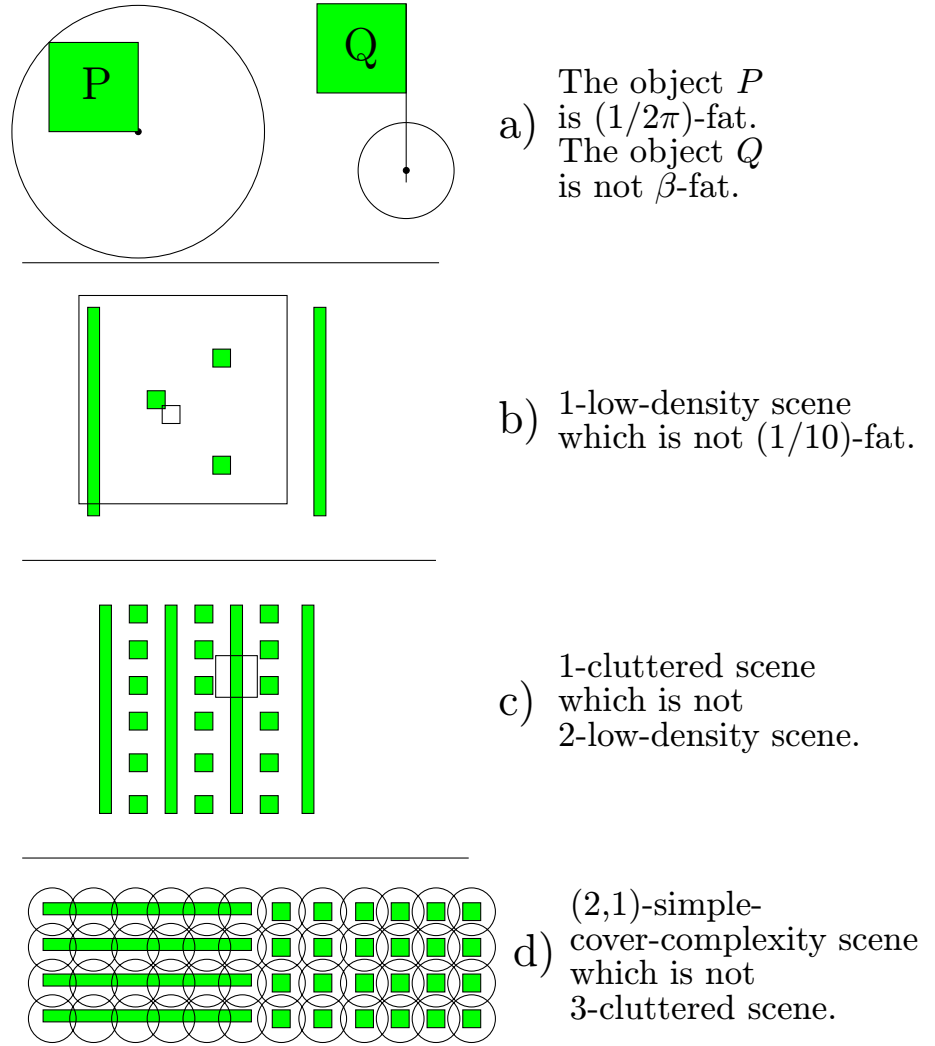 P
Q
a)
The object P
is (1/2π)-fat.
The object Q
is not β-fat.
b)
1-low-density scene
which is not (1/10)-fat.
c)
1-cluttered scene
which is not
2-low-density scene.
d)
(2,1)-simple-
cover-complexity scene
which is not
3-cluttered scene.